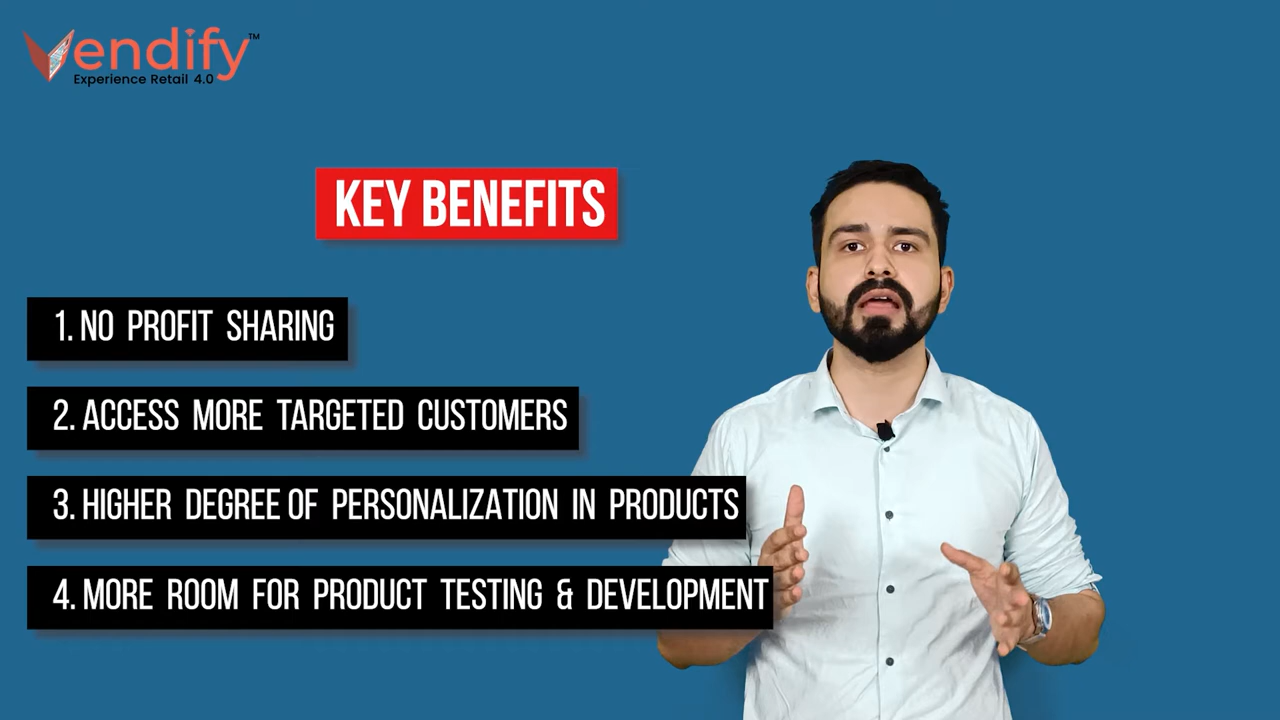 Vendify™
Experience Retail 4.0
KEY BENEFITS
1. NO PROFIT SHARING
2. ACCESS MORE TARGETED CUSTOMERS
3. HIGHER DEGREE OF PERSONALIZATION IN PRODUCTS
4. MORE ROOM FOR PRODUCT TESTING & DEVELOPMENT